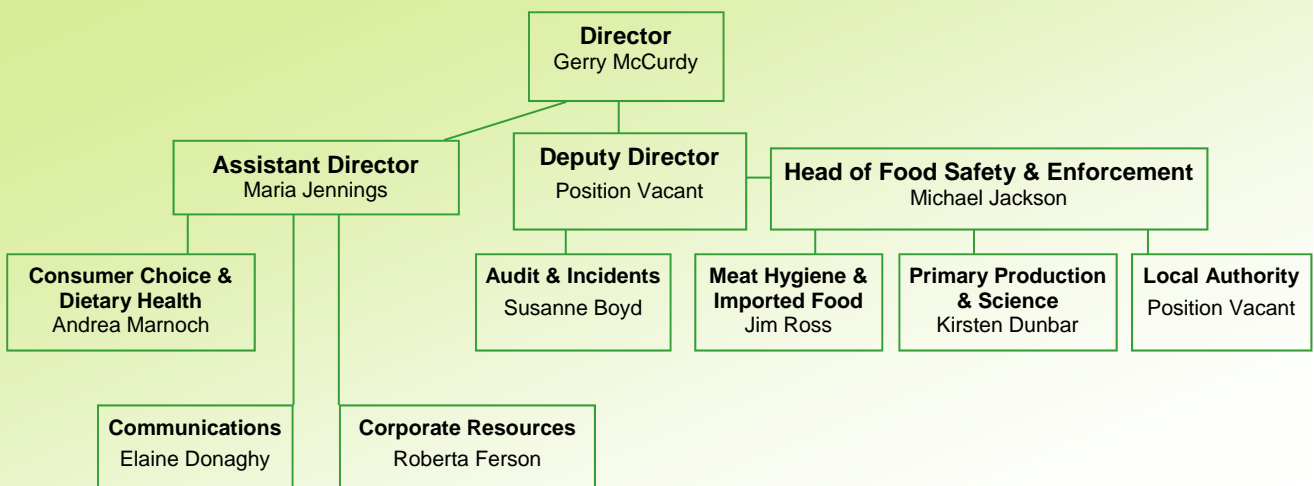 Director
Gerry McCurdy
Assistant Director
Maria Jennings
Deputy Director
Position Vacant
Head of Food Safety & Enforcement
Michael Jackson
Consumer Choice &
Dietary Health
Andrea Marnoch
Audit & Incidents
Susanne Boyd
Meat Hygiene &
Imported Food
Jim Ross
Primary Production
& Science
Kirsten Dunbar
Local Authority
Position Vacant
Communications
Elaine Donaghy
Corporate Resources
Roberta Ferson